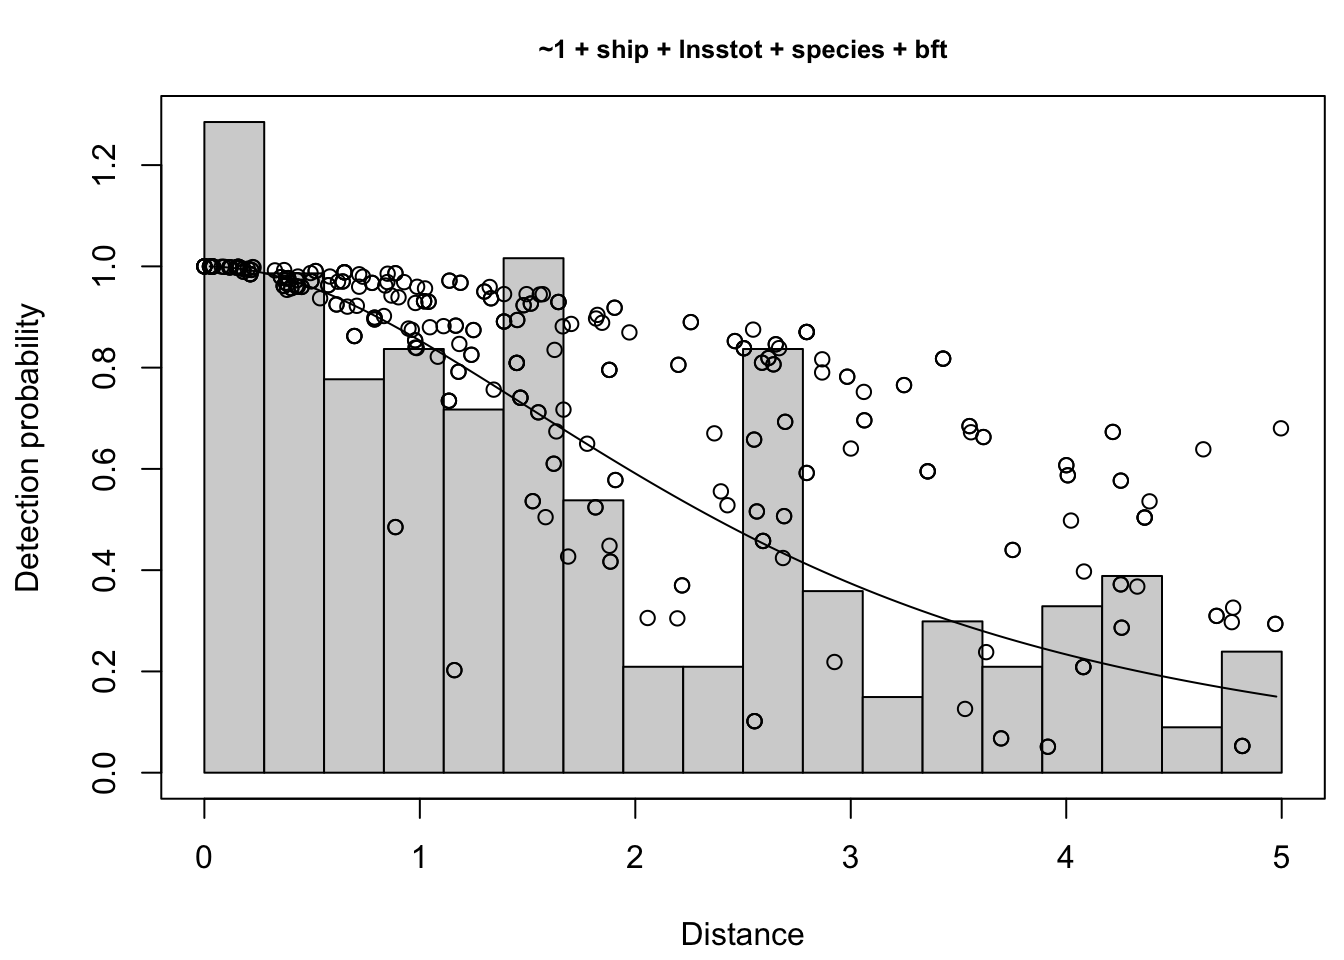 ~1 + ship + lnsstot + species + bft
Detection probability
1.2
1.0
0.8
0.6
0.4
0.2
0.0
0 1 2 3 4 5
Distance